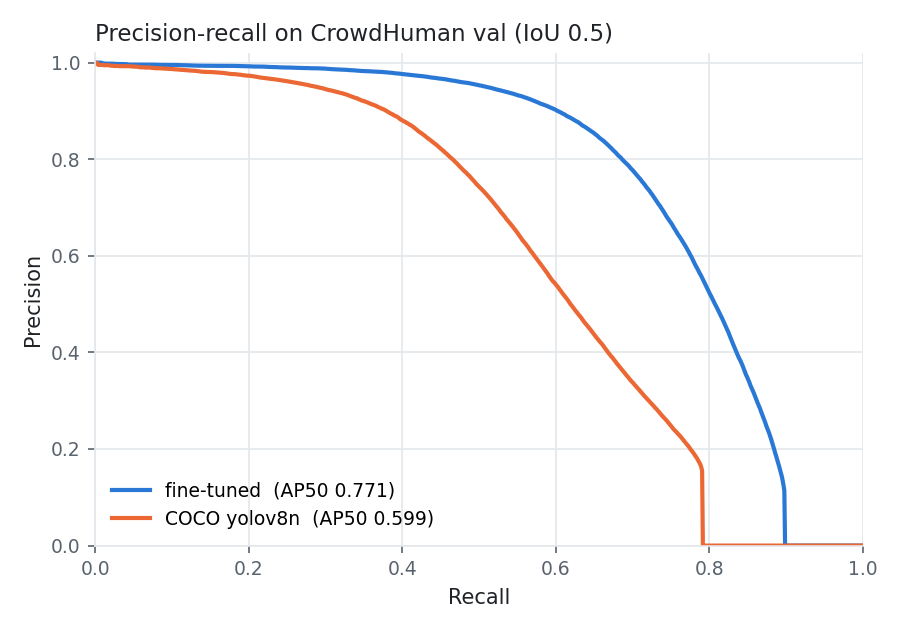 Precision-recall on CrowdHuman val (IoU 0.5)
1.0
0.8
0.6
0.4
0.2
0.0
Precision
fine-tuned (AP50 0.771)
COCO yolov8n (AP50 0.599)
0.0 0.2 0.4 0.6 0.8 1.0
Recall